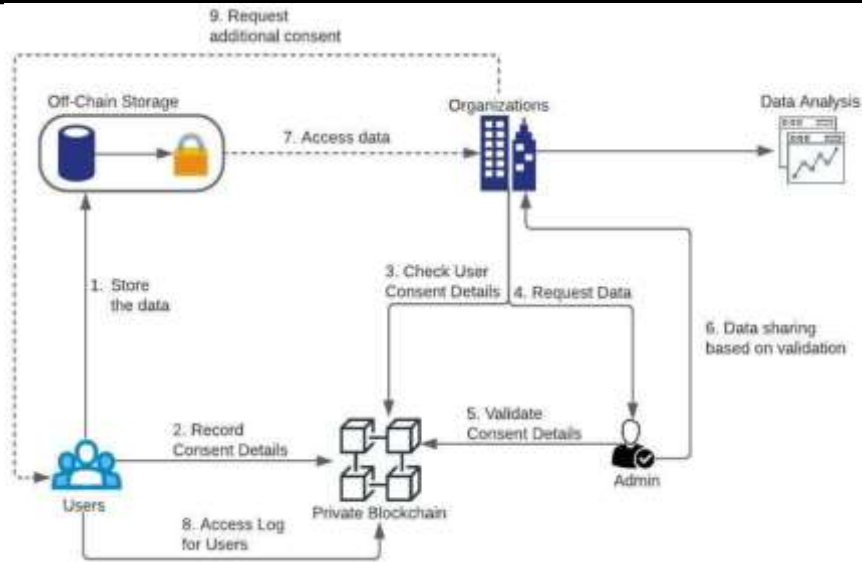 9. Request
additional consent
Off-Chain Storage
Organizations
Data Analysis
7. Access data
3. Check User
Consent Details
4. Request Data
1. Store
the data
6. Data sharing
based on validation
2. Record
Consent Details
5. Validate
Consent Details
Users
Private Blockchain
Admin
8. Access Log
for Users